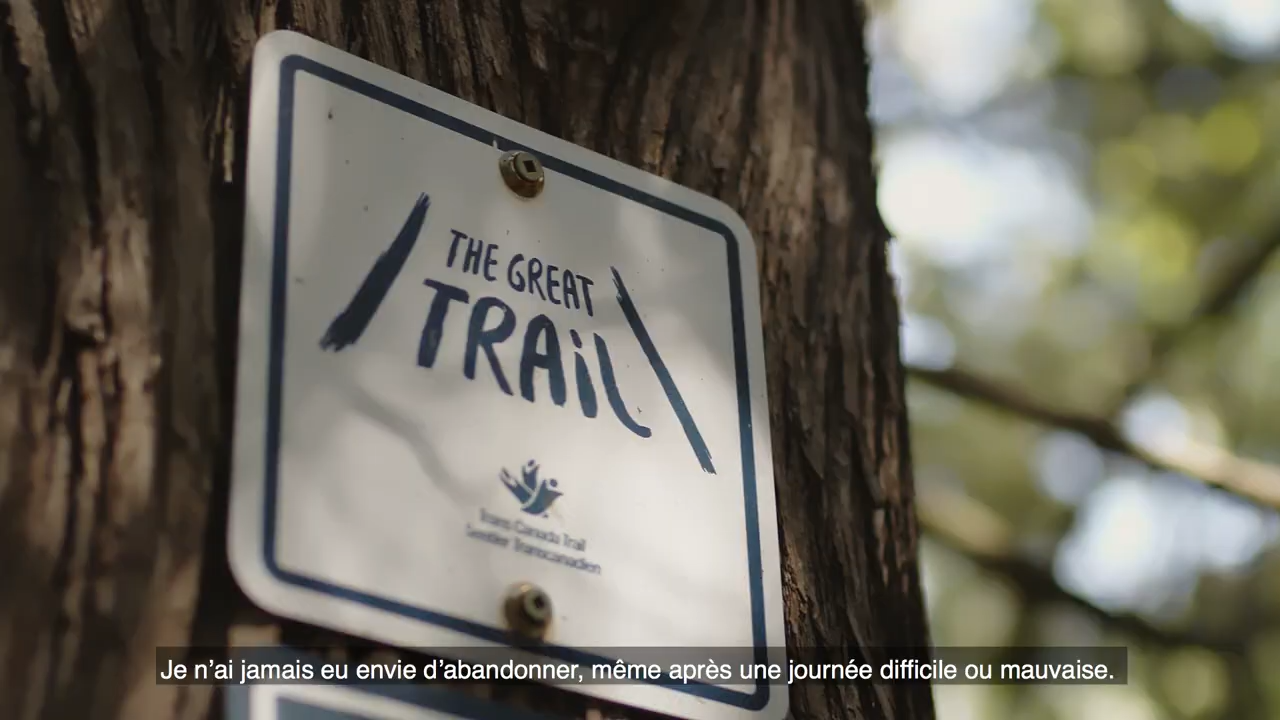 THE GREAT
TRAiL
Trans Canada Trail
Sentier Transcanadien
Je n’ai jamais eu envie d’abandonner, même après une journée difficile ou mauvaise.